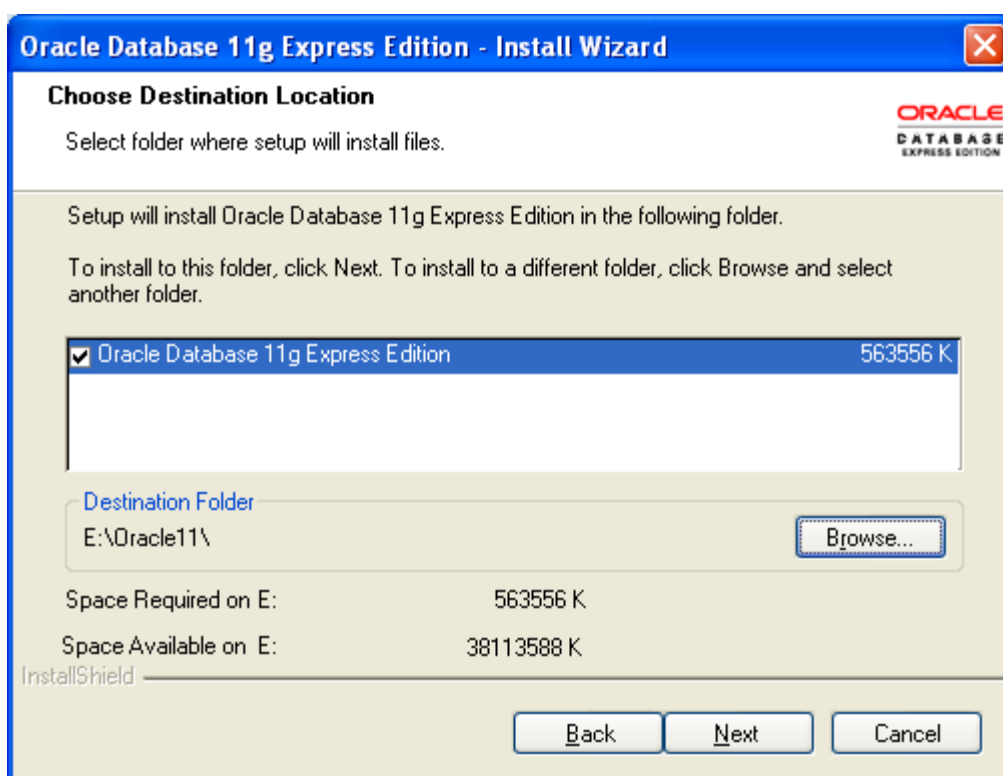 Oracle Database 11g Express Edition - Install Wizard
Choose Destination Location
Select folder where setup will install files.
ORACLE
DATABASE
EXPRESS EDITION
Setup will install Oracle Database 11g Express Edition in the following folder.
To install to this folder, click Next. To install to a different folder, click Browse and select
another folder.
Oracle Database 11g Express Edition 563556 K
Destination Folder
E:\Oracle11\ Browse...
Space Required on E: 563556 K
Space Available on E: 38113588 K
InstallShield
Back Next Cancel